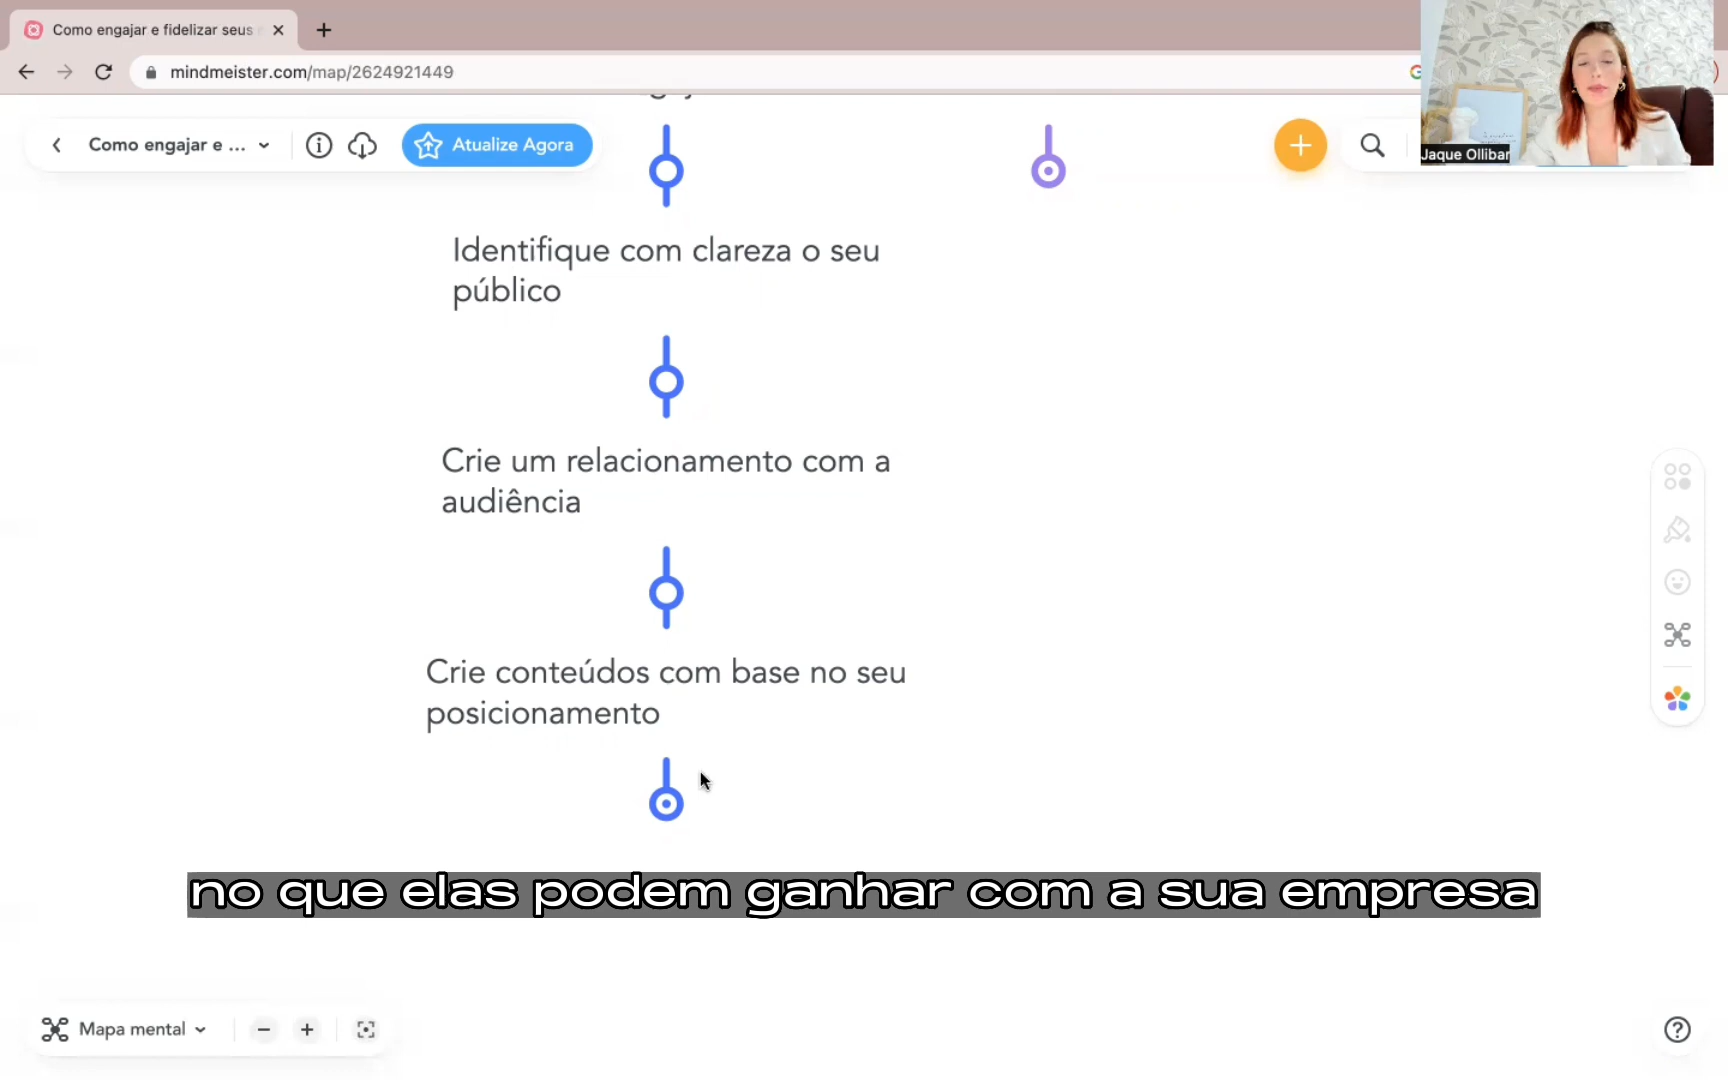 Como engajar e fidelizar seus
mindmeister.com/map/2624921449
Como engajar e ...
Atualize Agora
Jaque Ollibar
Identifique com clareza o seu
público
Crie um relacionamento com a
audiência
Crie conteúdos com base no seu
posicionamento
no que elas podem ganhar com a sua empresa
Mapa mental